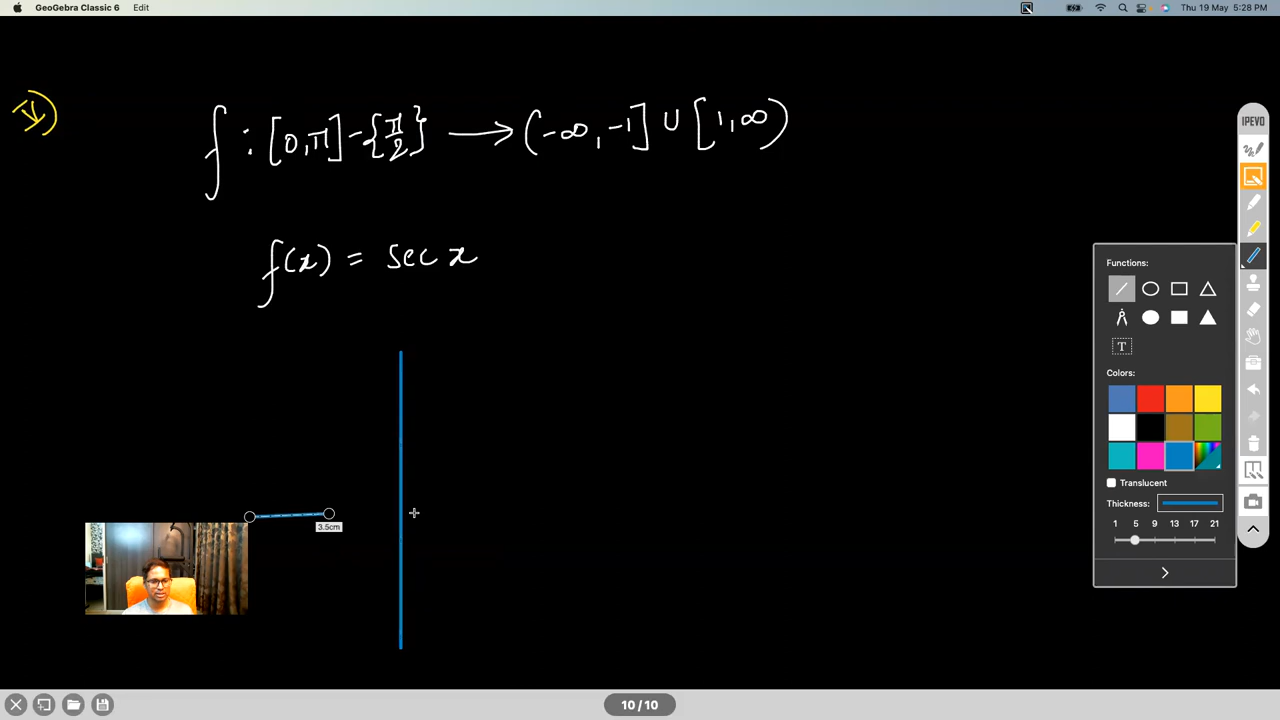 GeoGebra Classic 6 Edit Thu 19 May 5:28 PM
IV)
f : [0,π] - {π/2} ⟶ (-∞, -1] ∪ [1, ∞)
f(x) = sec x
3.5cm
IPEVO
Functions:
T
Colors:
Translucent
Thickness:
1 5 9 13 17 21
10 / 10